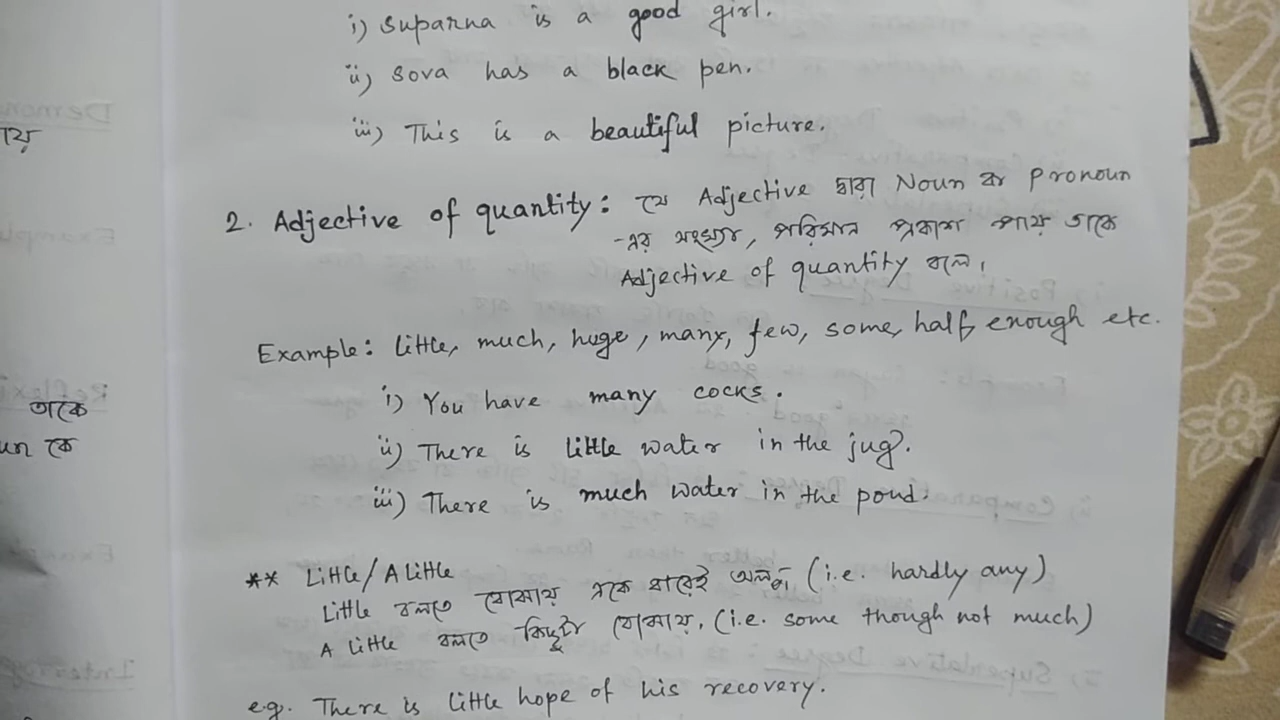 i) Suparna is a good girl.
ii) Sova has a black pen.
iii) This is a beautiful picture.
2. Adjective of quantity: যে Adjective দ্বারা Noun বা Pronoun
-এর সংখ্যা, পরিমান প্রকাশ পায় তাকে
Adjective of quantity বলে।
Example: little, much, huge, many, few, some, half, enough etc.
i) You have many cocks.
ii) There is little water in the jug.
iii) There is much water in the pond.
তাকে
কে
** Little/A little
Little বলতে বোঝায় একে বারেই অল্প (i.e. hardly any)
A little বলতে কিছুটা বোঝায়, (i.e. some though not much)
eg. There is little hope of his recovery.